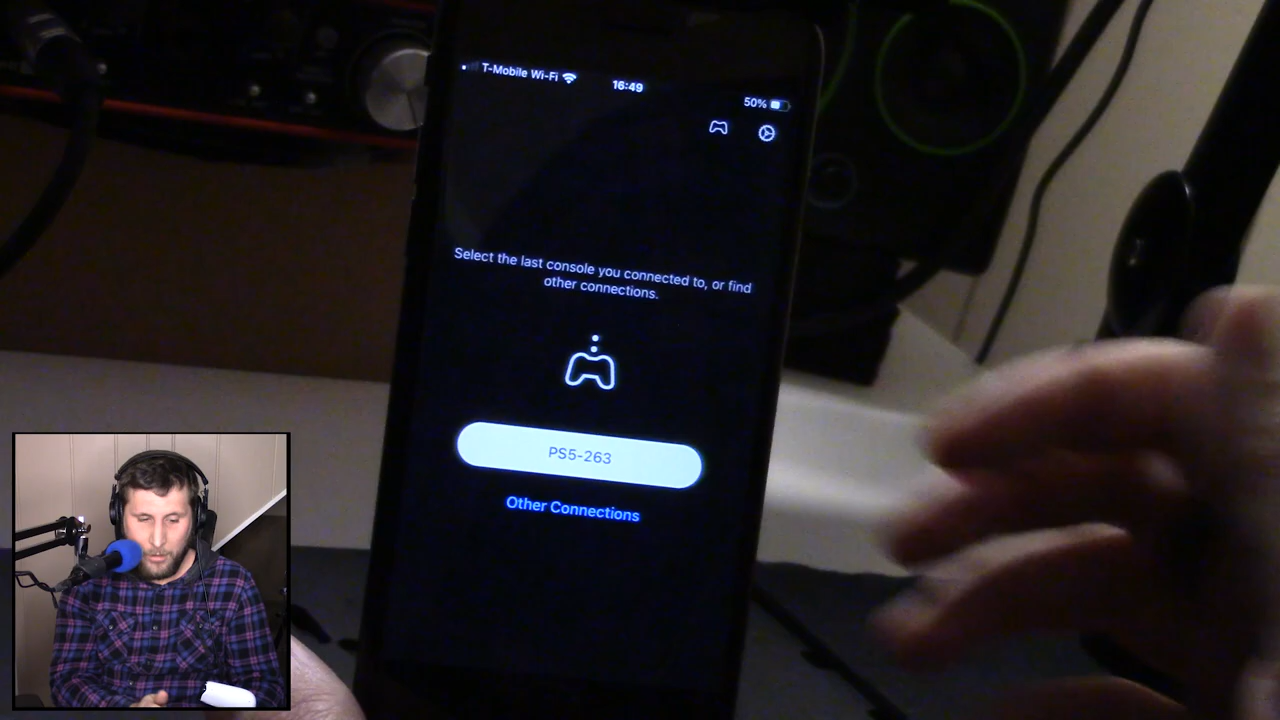 T-Mobile Wi-Fi
16:49
50%
Select the last console you connected to, or find
other connections.
PS5-263
Other Connections